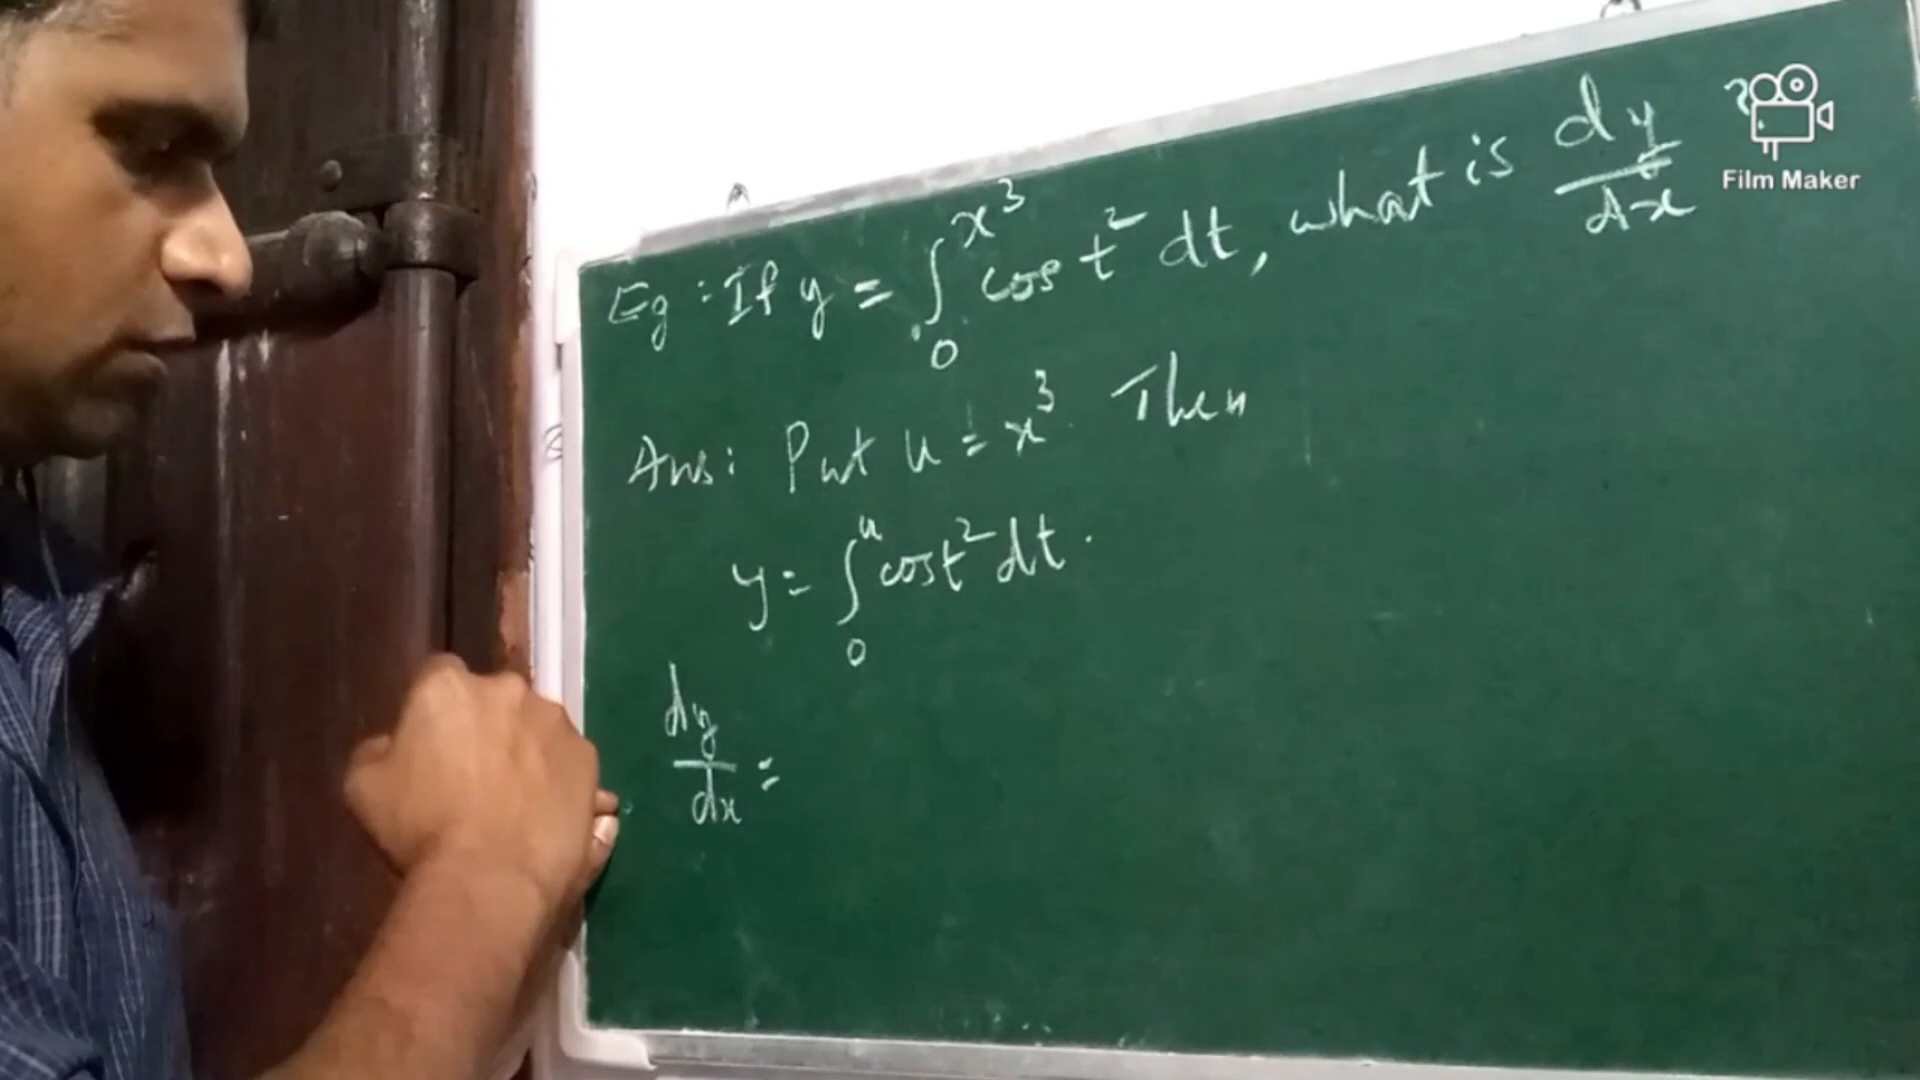 Eg : If y = ∫₀^{x³} cos t² dt, what is dy/dx ?
Film Maker
Ans: Put u = x³. Then
y = ∫₀^{u} cos t² dt.
dy/dx =